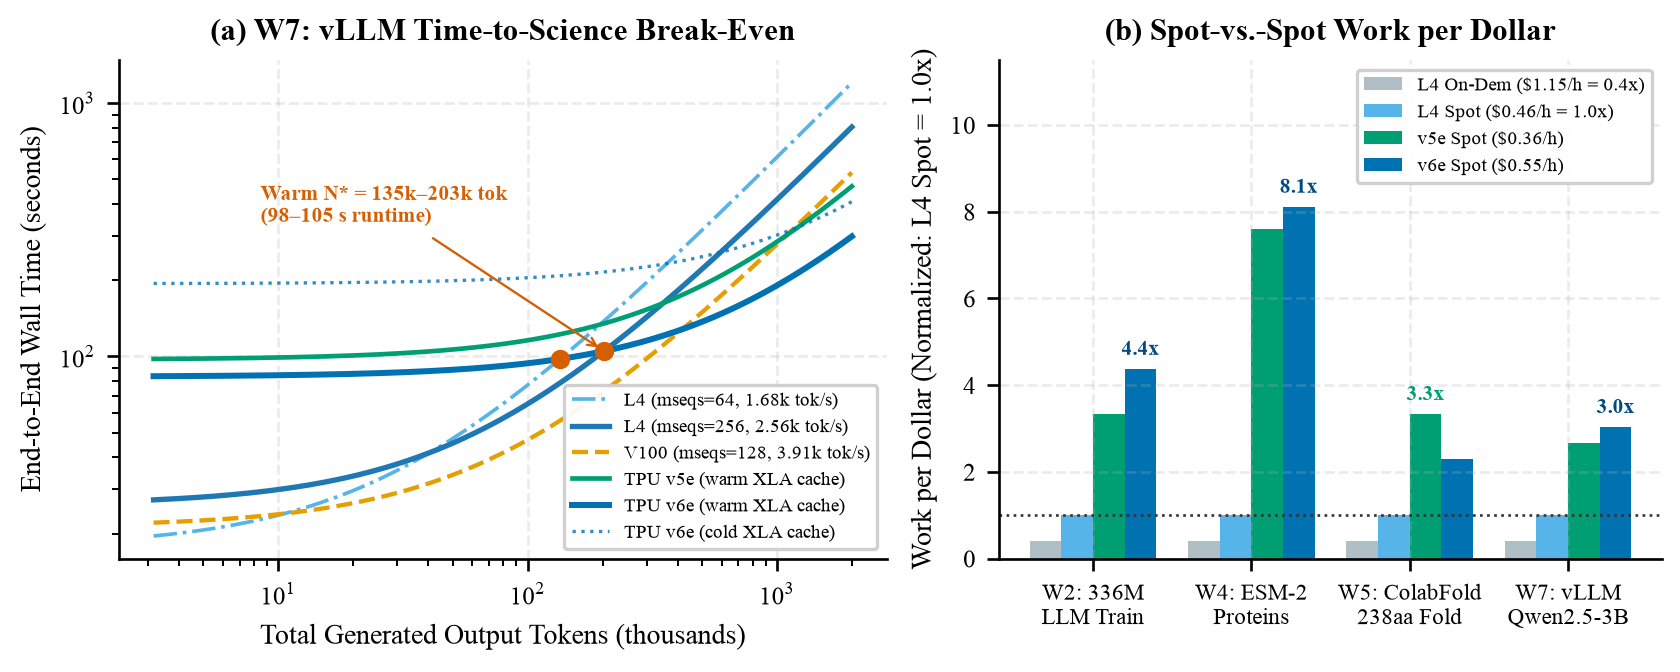 (a) W7: vLLM Time-to-Science Break-Even
End-to-End Wall Time (seconds)
10³
10²
Warm N* = 135k–203k tok
(98–105 s runtime)
L4 (mseqs=64, 1.68k tok/s)
L4 (mseqs=256, 2.56k tok/s)
V100 (mseqs=128, 3.91k tok/s)
TPU v5e (warm XLA cache)
TPU v6e (warm XLA cache)
TPU v6e (cold XLA cache)
10¹ 10² 10³
Total Generated Output Tokens (thousands)
(b) Spot-vs.-Spot Work per Dollar
Work per Dollar (Normalized: L4 Spot = 1.0x)
10
8
6
4
2
0
L4 On-Dem ($1.15/h = 0.4x)
L4 Spot ($0.46/h = 1.0x)
v5e Spot ($0.36/h)
v6e Spot ($0.55/h)
4.4x
8.1x
3.3x
3.0x
W2: 336M
LLM Train
W4: ESM-2
Proteins
W5: ColabFold
238aa Fold
W7: vLLM
Qwen2.5-3B